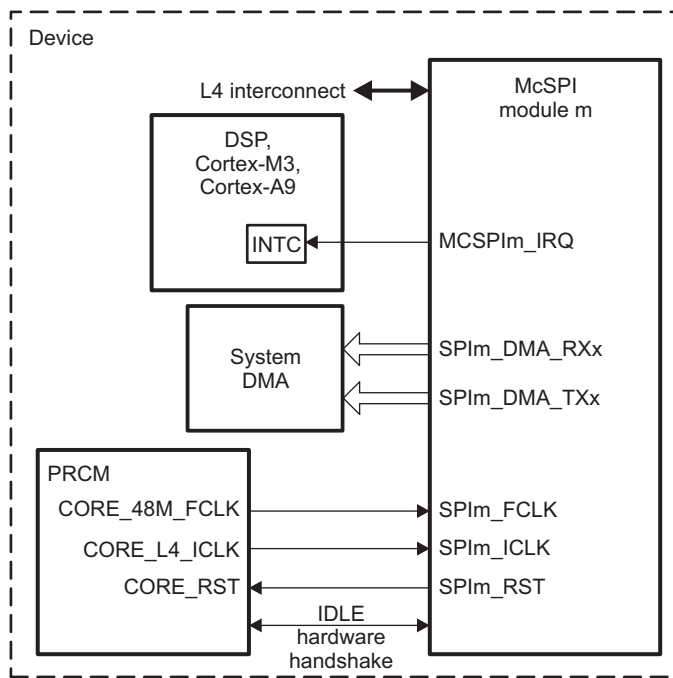 Device
L4 interconnect
McSPI
module m
DSP,
Cortex-M3,
Cortex-A9
INTC
MCSPIm_IRQ
System
DMA
SPIm_DMA_RXx
SPIm_DMA_TXx
PRCM
CORE_48M_FCLK
SPIm_FCLK
CORE_L4_ICLK
SPIm_ICLK
CORE_RST
SPIm_RST
IDLE
hardware
handshake